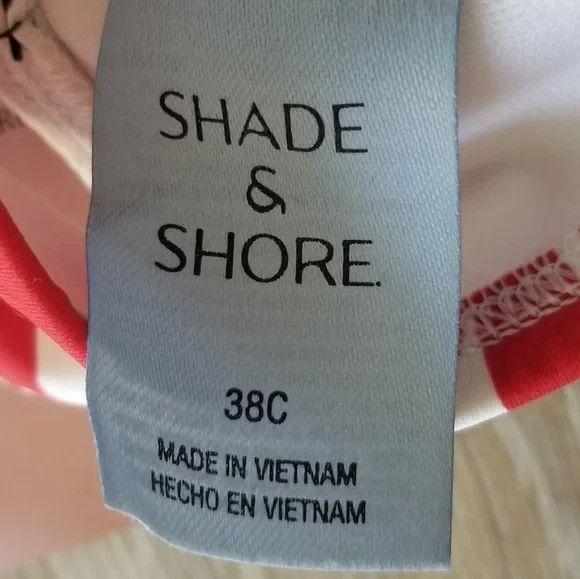 SHADE
&
SHORE.
38C
MADE IN VIETNAM
HECHO EN VIETNAM